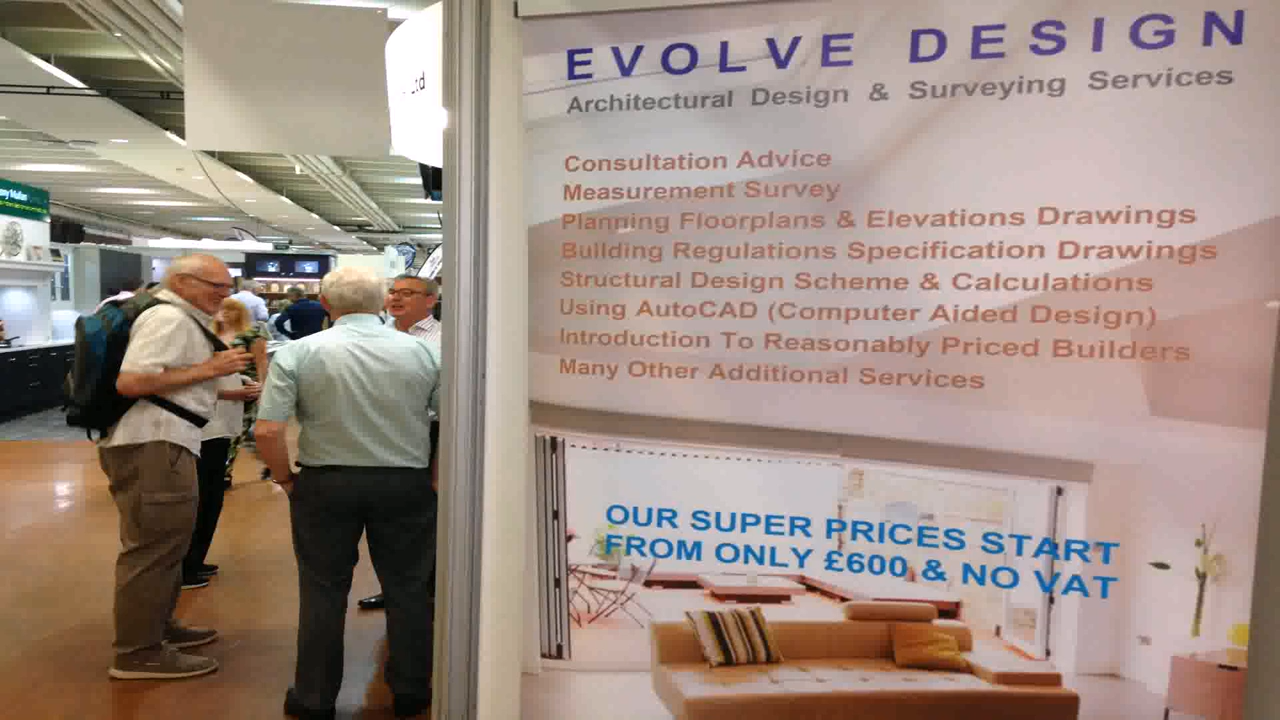 EVOLVE DESIGN
Architectural Design & Surveying Services
Consultation Advice
Measurement Survey
Planning Floorplans & Elevations Drawings
Building Regulations Specification Drawings
Structural Design Scheme & Calculations
Using AutoCAD (Computer Aided Design)
Introduction To Reasonably Priced Builders
Many Other Additional Services
OUR SUPER PRICES START
FROM ONLY £600 & NO VAT